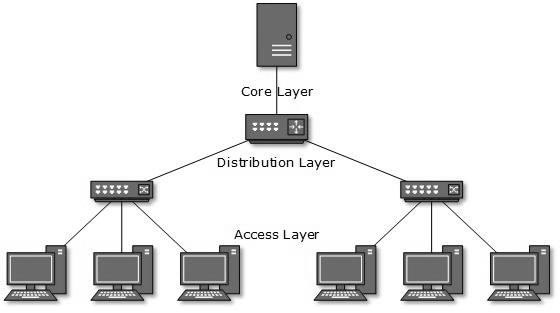 Core Layer
Distribution Layer
Access Layer